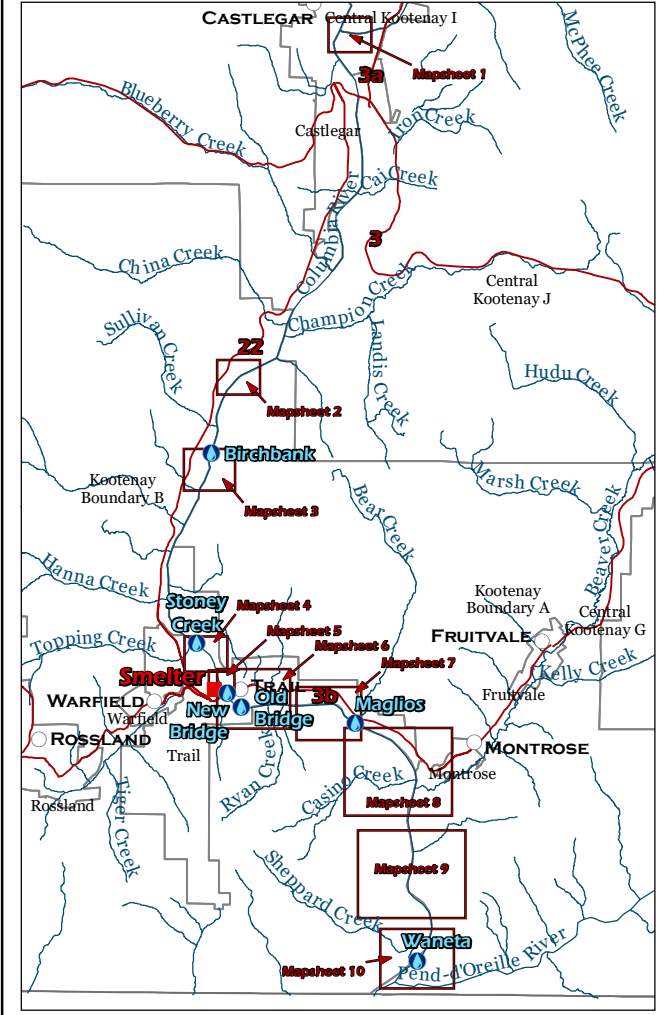 CASTLEGAR
Central Kootenay I
McPhee Creek
Mapsheet 1
3a
Blueberry Creek
Castlegar
Iron Creek
Cai Creek
Columbia River
3
China Creek
Central
Kootenay J
Champion Creek
Sullivan Creek
Landis Creek
22
Hudu Creek
Mapsheet 2
Birchbank
Kootenay
Boundary B
Marsh Creek
Bear Creek
Beaver Creek
Mapsheet 3
Hanna Creek
Stoney
Creek
Mapsheet 4
Kootenay
Boundary A
Central
Kootenay G
Topping Creek
Mapsheet 5
Mapsheet 6
FRUITVALE
Mapsheet 7
Kelly Creek
Smelter
TRAIL
3b
Fruitvale
WARFIELD
Warfield
Old
Bridge
New
Bridge
Maglios
ROSSLAND
MONTROSE
Trail
Ryan Creek
Casino Creek
Montrose
Rossland
Tiger Creek
Mapsheet 8
Mapsheet 9
Sheppard Creek
Waneta
Mapsheet 10
Pend-d'Oreille River